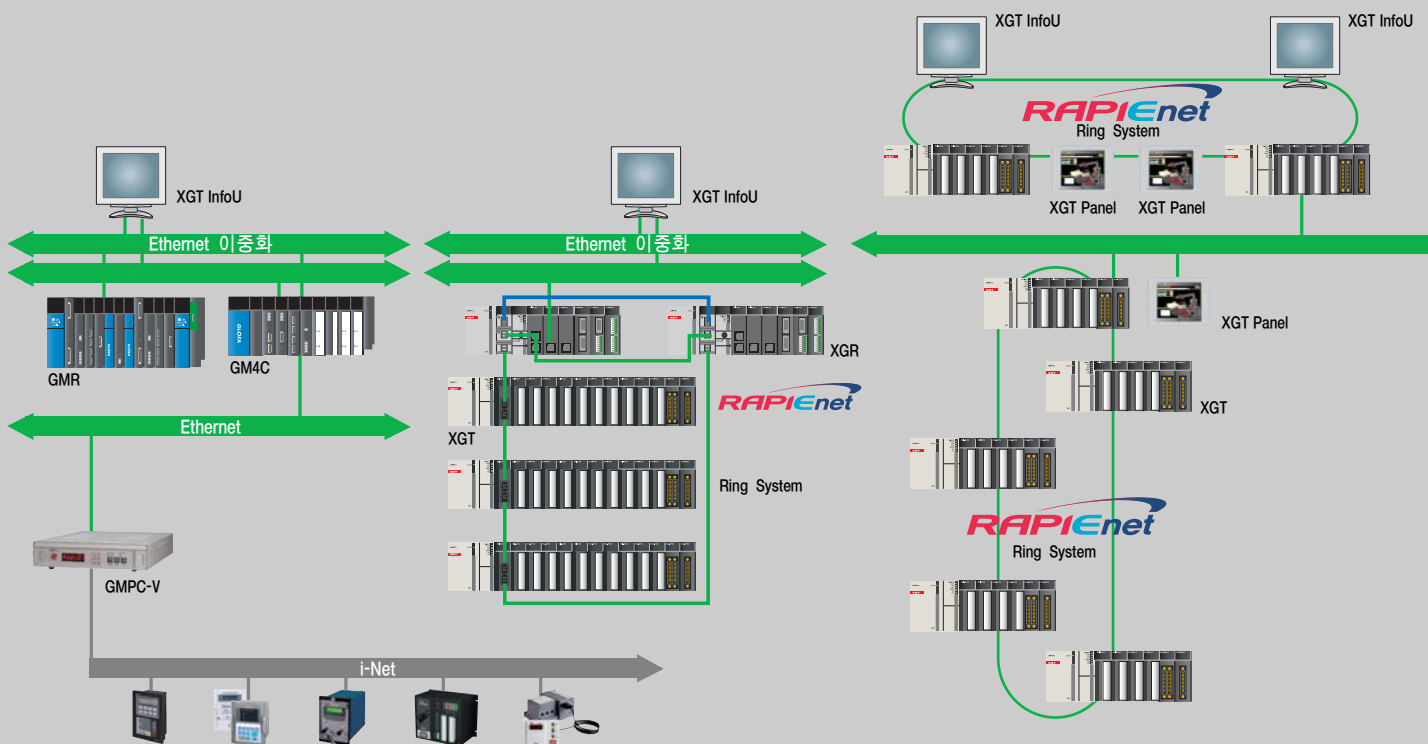 XGT InfoU
XGT InfoU
RAPIEnet
Ring System
XGT Panel
XGT Panel
XGT InfoU
XGT InfoU
Ethernet 이중화
Ethernet 이중화
XGT Panel
GMR
GM4C
XGR
RAPIEnet
XGT
XGT
Ethernet
Ring System
RAPIEnet
Ring System
GMPC-V
i-Net